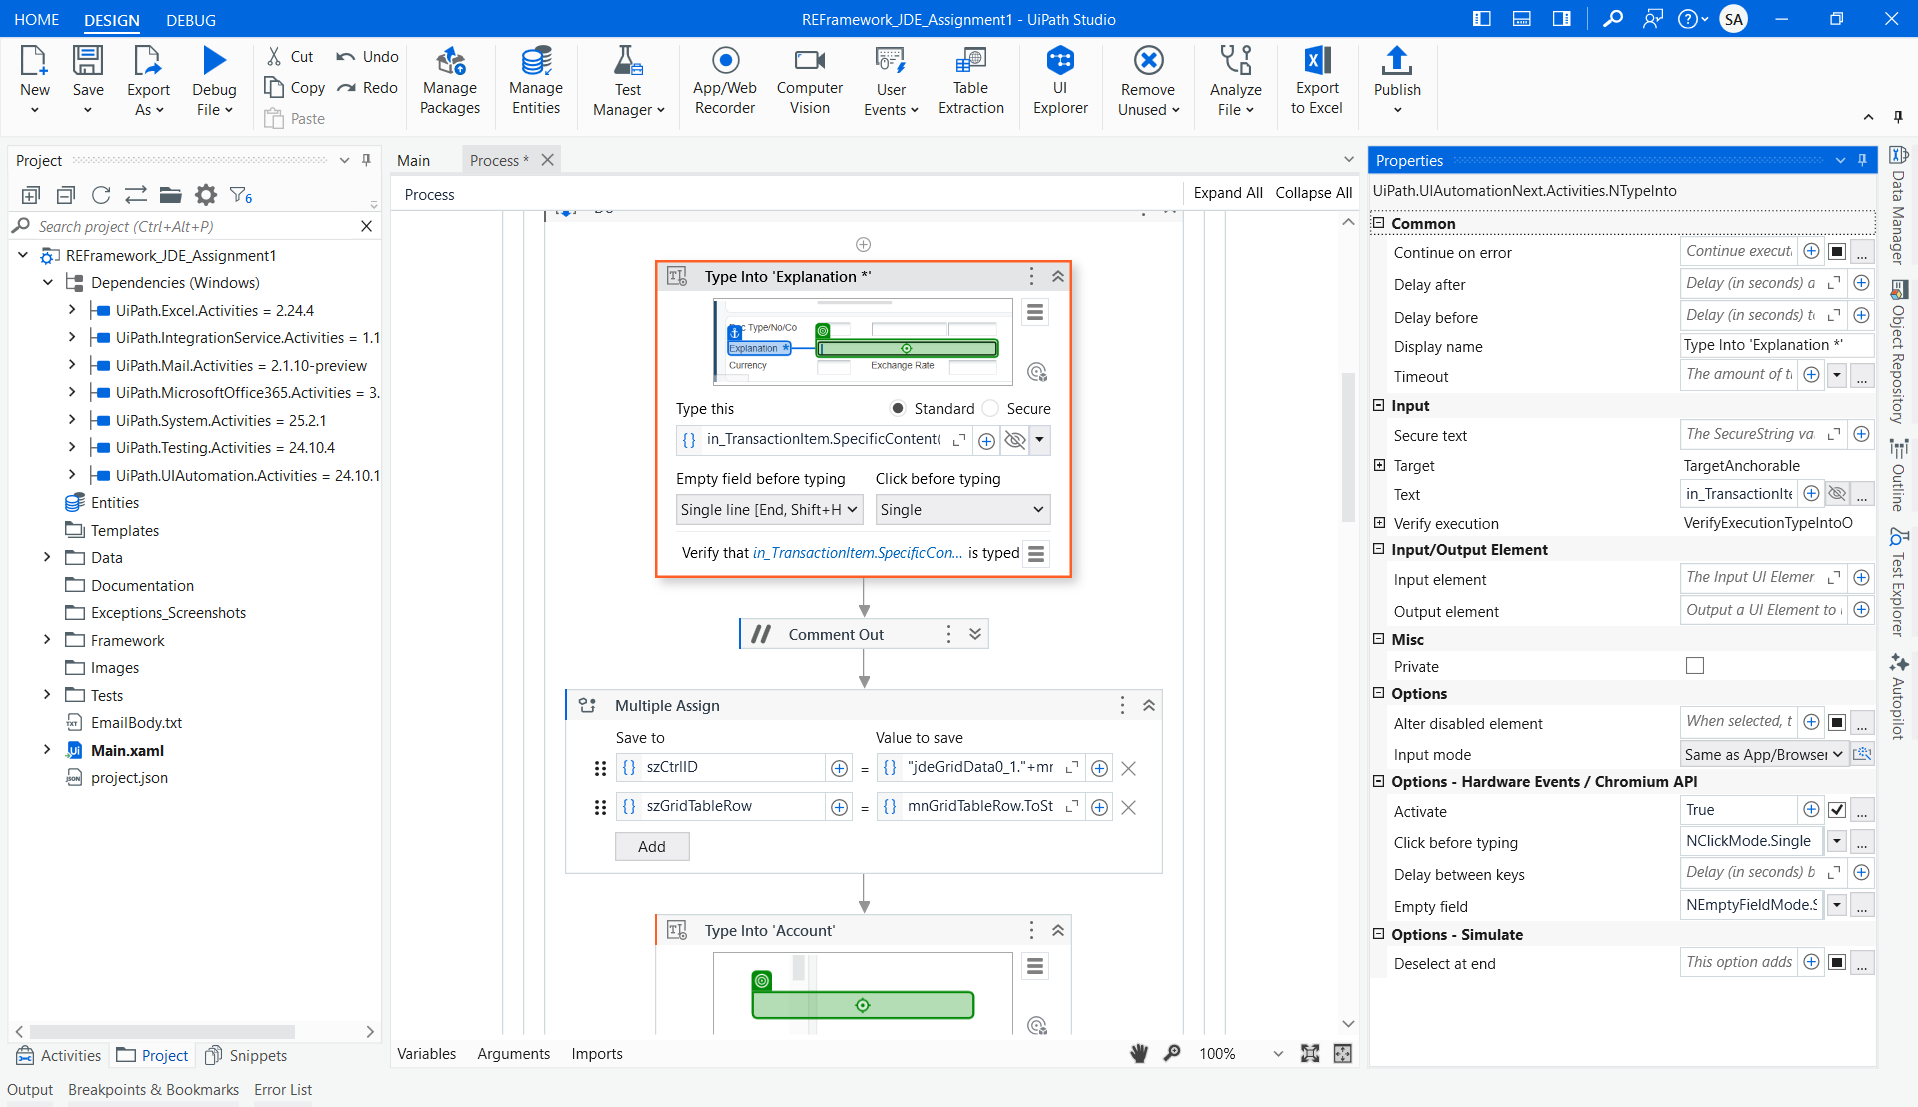 HOME DESIGN DEBUG
REFramework_JDE_Assignment1 - UiPath Studio
SA
New
Save
Export As
Debug File
Cut
Copy
Paste
Undo
Redo
Manage Packages
Manage Entities
Test Manager
App/Web Recorder
Computer Vision
User Events
Table Extraction
UI Explorer
Remove Unused
Analyze File
Export to Excel
Publish
Project
6
Search project (Ctrl+Alt+P)
REFramework_JDE_Assignment1
Dependencies (Windows)
UiPath.Excel.Activities = 2.24.4
UiPath.IntegrationService.Activities = 1.1
UiPath.Mail.Activities = 2.1.10-preview
UiPath.MicrosoftOffice365.Activities = 3.
UiPath.System.Activities = 25.2.1
UiPath.Testing.Activities = 24.10.4
UiPath.UIAutomation.Activities = 24.10.1
Entities
Templates
Data
Documentation
Exceptions_Screenshots
Framework
Images
Tests
EmailBody.txt
Main.xaml
project.json
Activities Project Snippets
Output Breakpoints & Bookmarks Error List
Main Process *
Process
Expand All Collapse All
Type Into 'Explanation *'
c Type/No/Co
Explanation *
Currency Exchange Rate
Type this Standard Secure
in_TransactionItem.SpecificContent(
Empty field before typing Click before typing
Single line [End, Shift+H Single
Verify that in_TransactionItem.SpecificCon... is typed
// Comment Out
Multiple Assign
Save to Value to save
szCtrlID = "jdeGridData0_1."+mr
szGridTableRow = mnGridTableRow.ToSt
Add
Type Into 'Account'
Variables Arguments Imports
100%
Properties
UiPath.UIAutomationNext.Activities.NTypeInto
Common
Continue on error Continue execut
Delay after Delay (in seconds) a
Delay before Delay (in seconds) to
Display name Type Into 'Explanation *'
Timeout The amount of ti
Input
Secure text The SecureString va
Target TargetAnchorable
Text in_TransactionIte
Verify execution VerifyExecutionTypeIntoO
Input/Output Element
Input element The Input UI Elemer
Output element Output a UI Element to
Misc
Private
Options
Alter disabled element When selected, t
Input mode Same as App/Browser
Options - Hardware Events / Chromium API
Activate True
Click before typing NClickMode.Single
Delay between keys Delay (in seconds) b
Empty field NEmptyFieldMode.S
Options - Simulate
Deselect at end This option adds
Data Manager
Object Repository
Outline
Test Explorer
Autopilot